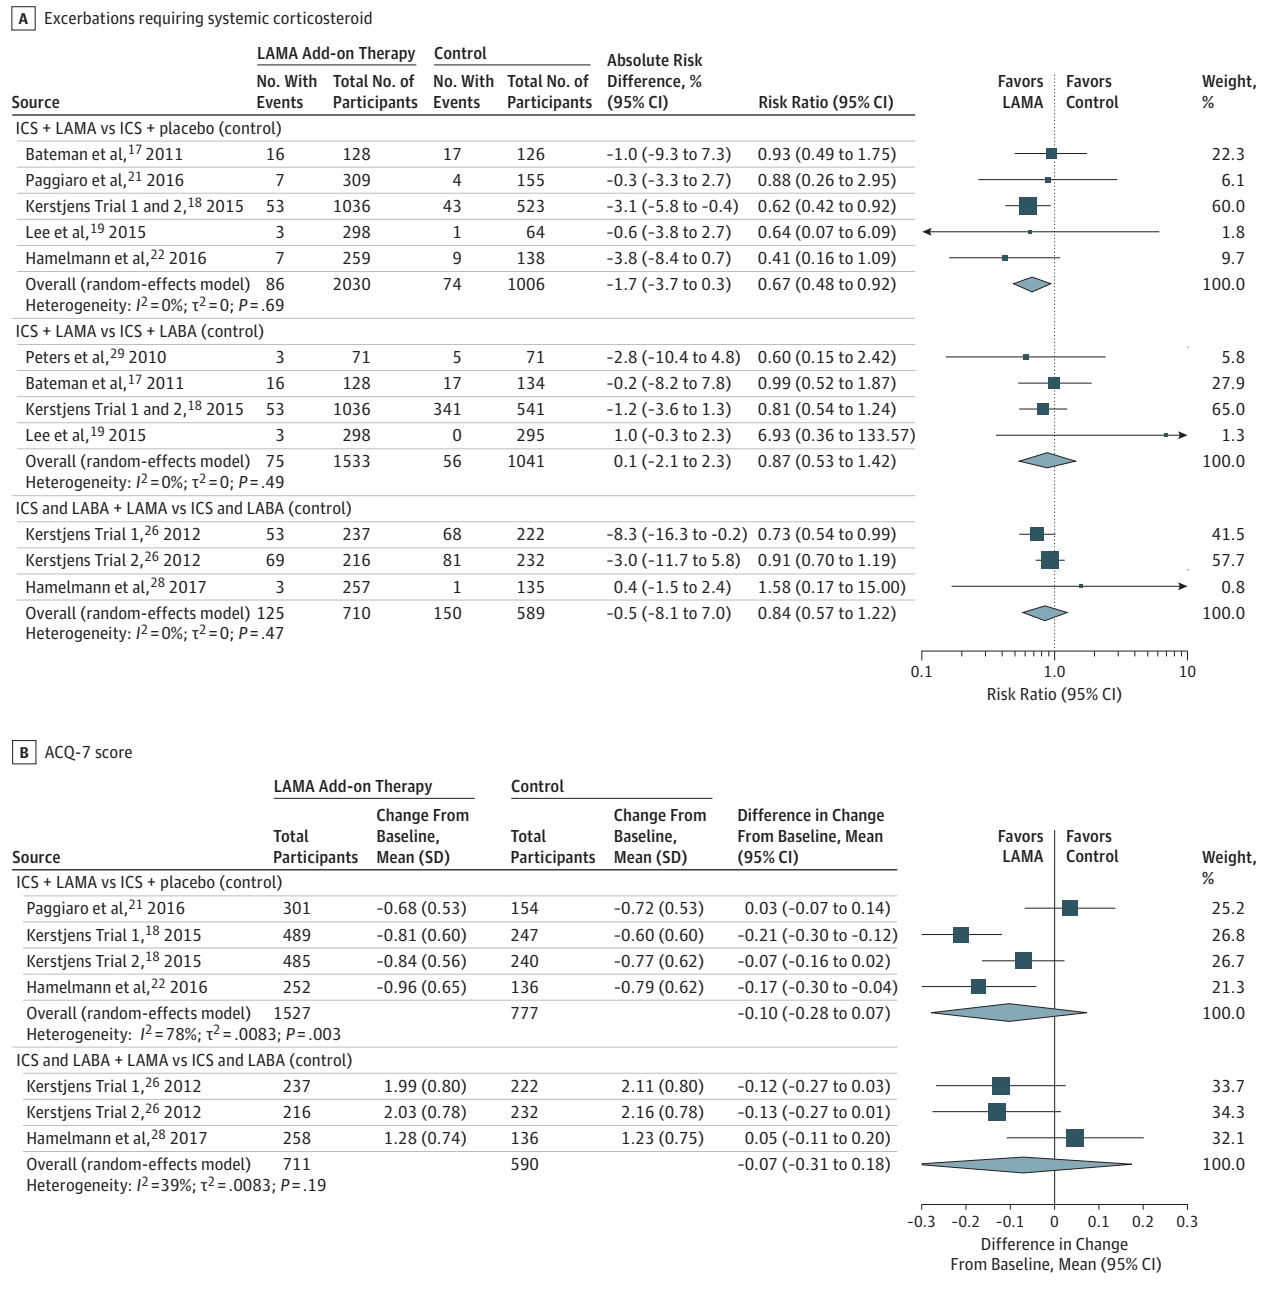 A Excerbations requiring systemic corticosteroid
LAMA Add-on Therapy Control Absolute Risk Difference, % (95% CI) Risk Ratio (95% CI) Favors LAMA Favors Control Weight, %
Source No. With Events Total No. of Participants No. With Events Total No. of Participants
ICS + LAMA vs ICS + placebo (control)
Bateman et al,17 2011 16 128 17 126 -1.0 (-9.3 to 7.3) 0.93 (0.49 to 1.75) 22.3
Paggiaro et al,21 2016 7 309 4 155 -0.3 (-3.3 to 2.7) 0.88 (0.26 to 2.95) 6.1
Kerstjens Trial 1 and 2,18 2015 53 1036 43 523 -3.1 (-5.8 to -0.4) 0.62 (0.42 to 0.92) 60.0
Lee et al,19 2015 3 298 1 64 -0.6 (-3.8 to 2.7) 0.64 (0.07 to 6.09) 1.8
Hamelmann et al,22 2016 7 259 9 138 -3.8 (-8.4 to 0.7) 0.41 (0.16 to 1.09) 9.7
Overall (random-effects model) 86 2030 74 1006 -1.7 (-3.7 to 0.3) 0.67 (0.48 to 0.92) 100.0
Heterogeneity: I2 = 0%; τ2 = 0; P = .69
ICS + LAMA vs ICS + LABA (control)
Peters et al,29 2010 3 71 5 71 -2.8 (-10.4 to 4.8) 0.60 (0.15 to 2.42) 5.8
Bateman et al,17 2011 16 128 17 134 -0.2 (-8.2 to 7.8) 0.99 (0.52 to 1.87) 27.9
Kerstjens Trial 1 and 2,18 2015 53 1036 341 541 -1.2 (-3.6 to 1.3) 0.81 (0.54 to 1.24) 65.0
Lee et al,19 2015 3 298 0 295 1.0 (-0.3 to 2.3) 6.93 (0.36 to 133.57) 1.3
Overall (random-effects model) 75 1533 56 1041 0.1 (-2.1 to 2.3) 0.87 (0.53 to 1.42) 100.0
Heterogeneity: I2 = 0%; τ2 = 0; P = .49
ICS and LABA + LAMA vs ICS and LABA (control)
Kerstjens Trial 1,26 2012 53 237 68 222 -8.3 (-16.3 to -0.2) 0.73 (0.54 to 0.99) 41.5
Kerstjens Trial 2,26 2012 69 216 81 232 -3.0 (-11.7 to 5.8) 0.91 (0.70 to 1.19) 57.7
Hamelmann et al,28 2017 3 257 1 135 0.4 (-1.5 to 2.4) 1.58 (0.17 to 15.00) 0.8
Overall (random-effects model) 125 710 150 589 -0.5 (-8.1 to 7.0) 0.84 (0.57 to 1.22) 100.0
Heterogeneity: I2 = 0%; τ2 = 0; P = .47
0.1 1.0 10
Risk Ratio (95% CI)
B ACQ-7 score
LAMA Add-on Therapy Control Difference in Change From Baseline, Mean (95% CI) Favors LAMA Favors Control Weight, %
Source Total Participants Change From Baseline, Mean (SD) Total Participants Change From Baseline, Mean (SD)
ICS + LAMA vs ICS + placebo (control)
Paggiaro et al,21 2016 301 -0.68 (0.53) 154 -0.72 (0.53) 0.03 (-0.07 to 0.14) 25.2
Kerstjens Trial 1,18 2015 489 -0.81 (0.60) 247 -0.60 (0.60) -0.21 (-0.30 to -0.12) 26.8
Kerstjens Trial 2,18 2015 485 -0.84 (0.56) 240 -0.77 (0.62) -0.07 (-0.16 to 0.02) 26.7
Hamelmann et al,22 2016 252 -0.96 (0.65) 136 -0.79 (0.62) -0.17 (-0.30 to -0.04) 21.3
Overall (random-effects model) 1527 777 -0.10 (-0.28 to 0.07) 100.0
Heterogeneity: I2 = 78%; τ2 = .0083; P = .003
ICS and LABA + LAMA vs ICS and LABA (control)
Kerstjens Trial 1,26 2012 237 1.99 (0.80) 222 2.11 (0.80) -0.12 (-0.27 to 0.03) 33.7
Kerstjens Trial 2,26 2012 216 2.03 (0.78) 232 2.16 (0.78) -0.13 (-0.27 to 0.01) 34.3
Hamelmann et al,28 2017 258 1.28 (0.74) 136 1.23 (0.75) 0.05 (-0.11 to 0.20) 32.1
Overall (random-effects model) 711 590 -0.07 (-0.31 to 0.18) 100.0
Heterogeneity: I2 = 39%; τ2 = .0083; P = .19
-0.3 -0.2 -0.1 0 0.1 0.2 0.3
Difference in Change
From Baseline, Mean (95% CI)